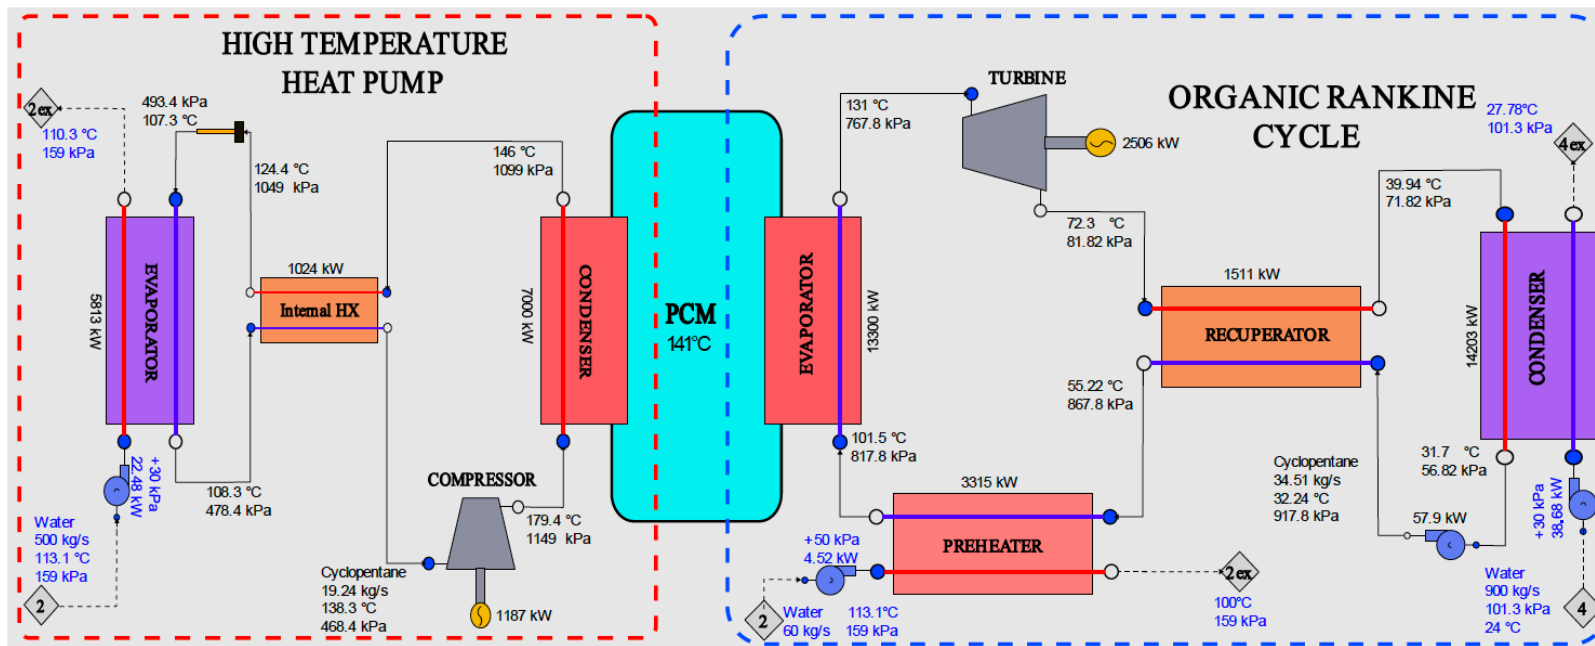 HIGH TEMPERATURE
HEAT PUMP
2ex
110.3 °C
159 kPa
493.4 kPa
107.3 °C
124.4 °C
1049 kPa
146 °C
1099 kPa
EVAPORATOR
5813 kW
1024 kW
Internal HX
CONDENSER
7000 kW
PCM
141°C
108.3 °C
478.4 kPa
+30 kPa
22.48 kW
Water
500 kg/s
113.1 °C
159 kPa
2
COMPRESSOR
179.4 °C
1149 kPa
Cyclopentane
19.24 kg/s
138.3 °C
468.4 kPa
1187 kW
ORGANIC RANKINE
CYCLE
TURBINE
131 °C
767.8 kPa
2506 kW
27.78°C
101.3 kPa
4ex
39.94 °C
71.82 kPa
72.3 °C
81.82 kPa
EVAPORATOR
13300 kW
1511 kW
RECUPERATOR
14203 kW
CONDENSER
55.22 °C
867.8 kPa
101.5 °C
817.8 kPa
3315 kW
PREHEATER
+50 kPa
4.52 kW
2
Water
60 kg/s
113.1°C
159 kPa
2ex
100°C
159 kPa
Cyclopentane
34.51 kg/s
32.24 °C
917.8 kPa
57.9 kW
31.7 °C
56.82 kPa
+30 kPa
38.68 kW
Water
900 kg/s
101.3 kPa
24 °C
4